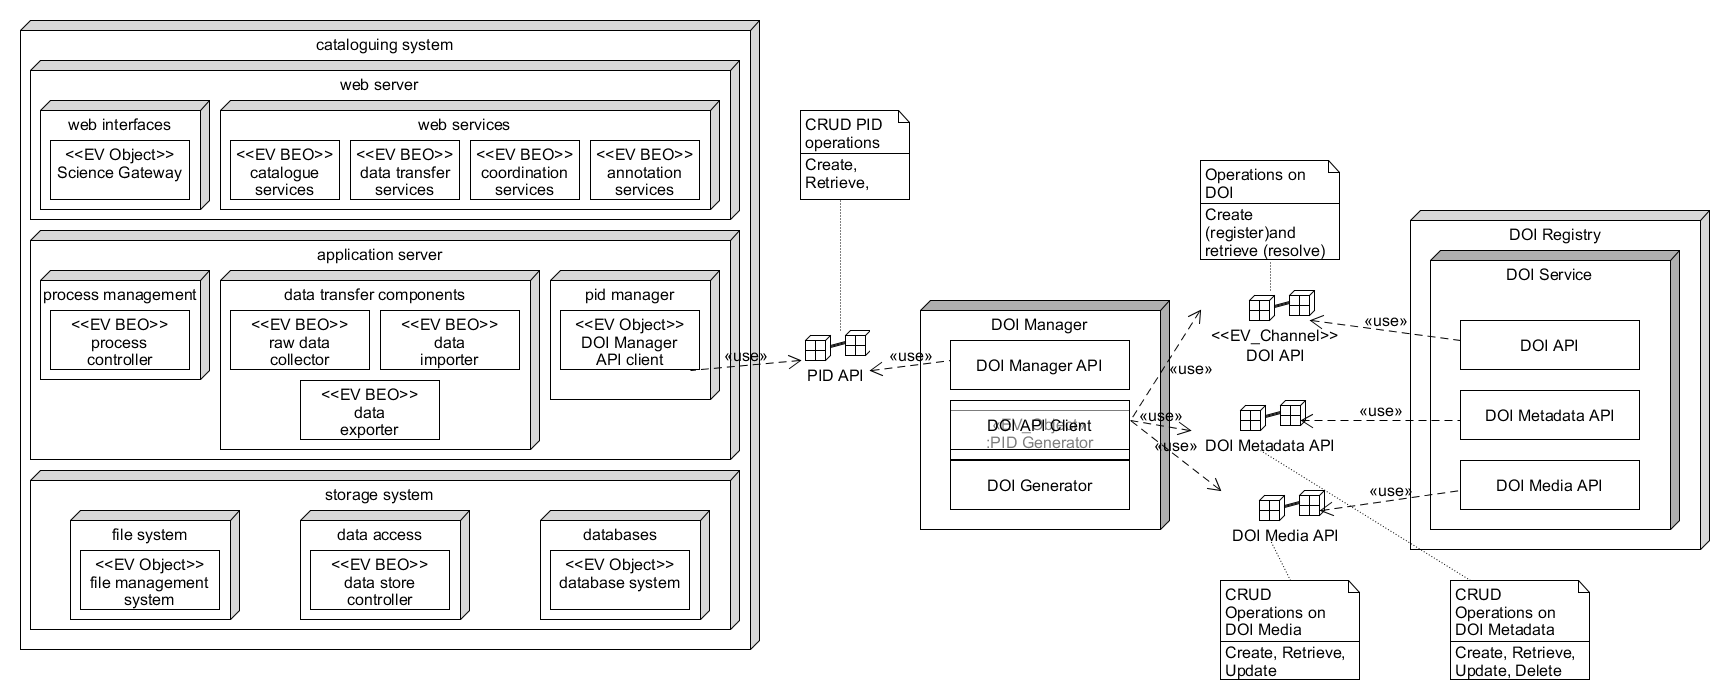 cataloguing system
web server
web interfaces
<<EV Object>>
Science Gateway
web services
<<EV BEO>>
catalogue
services
<<EV BEO>>
data transfer
services
<<EV BEO>>
coordination
services
<<EV BEO>>
annotation
services
application server
process management
<<EV BEO>>
process
controller
data transfer components
<<EV BEO>>
raw data
collector
<<EV BEO>>
data
importer
<<EV BEO>>
data
exporter
pid manager
<<EV Object>>
DOI Manager
API client
storage system
file system
<<EV Object>>
file management
system
data access
<<EV BEO>>
data store
controller
databases
<<EV Object>>
database system
CRUD PID
operations
Create,
Retrieve,
«use»
PID API
«use»
DOI Manager
DOI Manager API
DOI API Client
<<EV_Object>>
:PID Generator
DOI Generator
«use»
«use»
«use»
Operations on
DOI
Create
(register)and
retrieve (resolve)
<<EV_Channel>>
DOI API
DOI Metadata API
DOI Media API
«use»
«use»
«use»
DOI Registry
DOI Service
DOI API
DOI Metadata API
DOI Media API
CRUD
Operations on
DOI Media
Create, Retrieve,
Update
CRUD
Operations on
DOI Metadata
Create, Retrieve,
Update, Delete